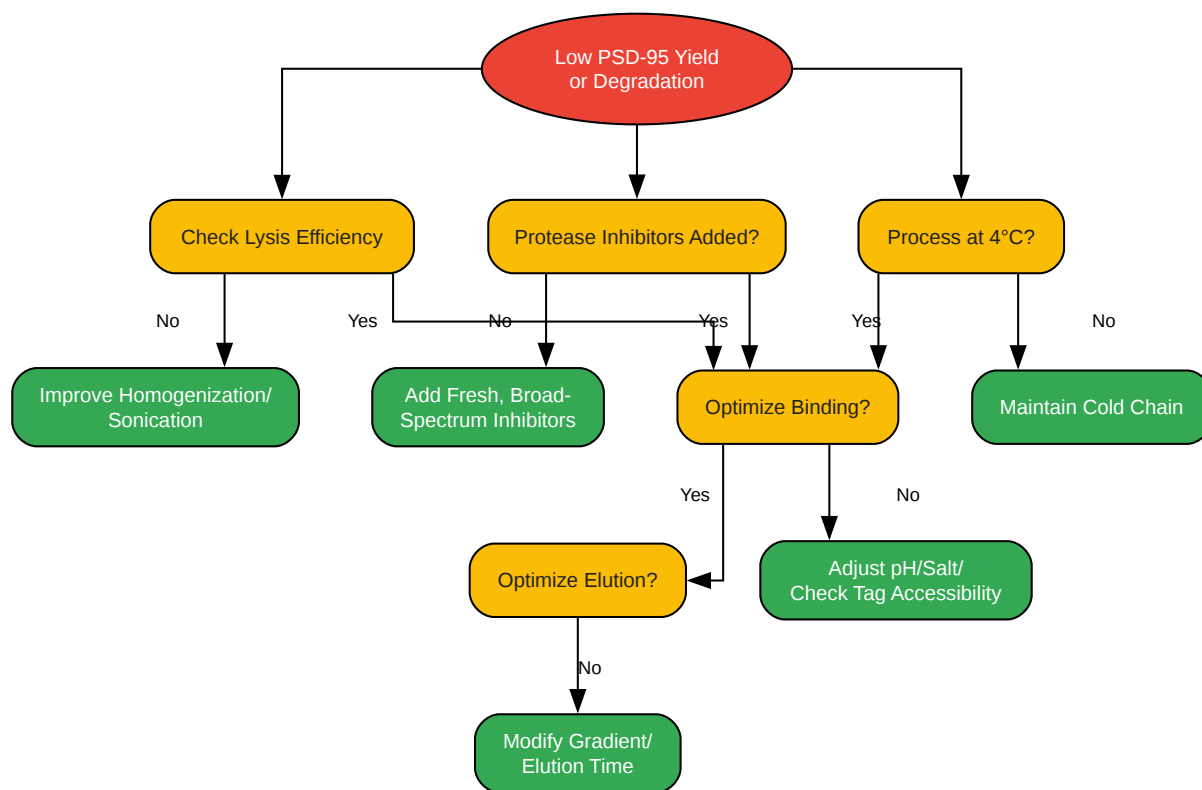 Low PSD-95 Yield
or Degradation
Check Lysis Efficiency
Protease Inhibitors Added?
Process at 4°C?
No
Yes
No
Yes
Yes
No
Improve Homogenization/
Sonication
Add Fresh, Broad-
Spectrum Inhibitors
Optimize Binding?
Maintain Cold Chain
Yes
No
Optimize Elution?
Adjust pH/Salt/
Check Tag Accessibility
No
Modify Gradient/
Elution Time